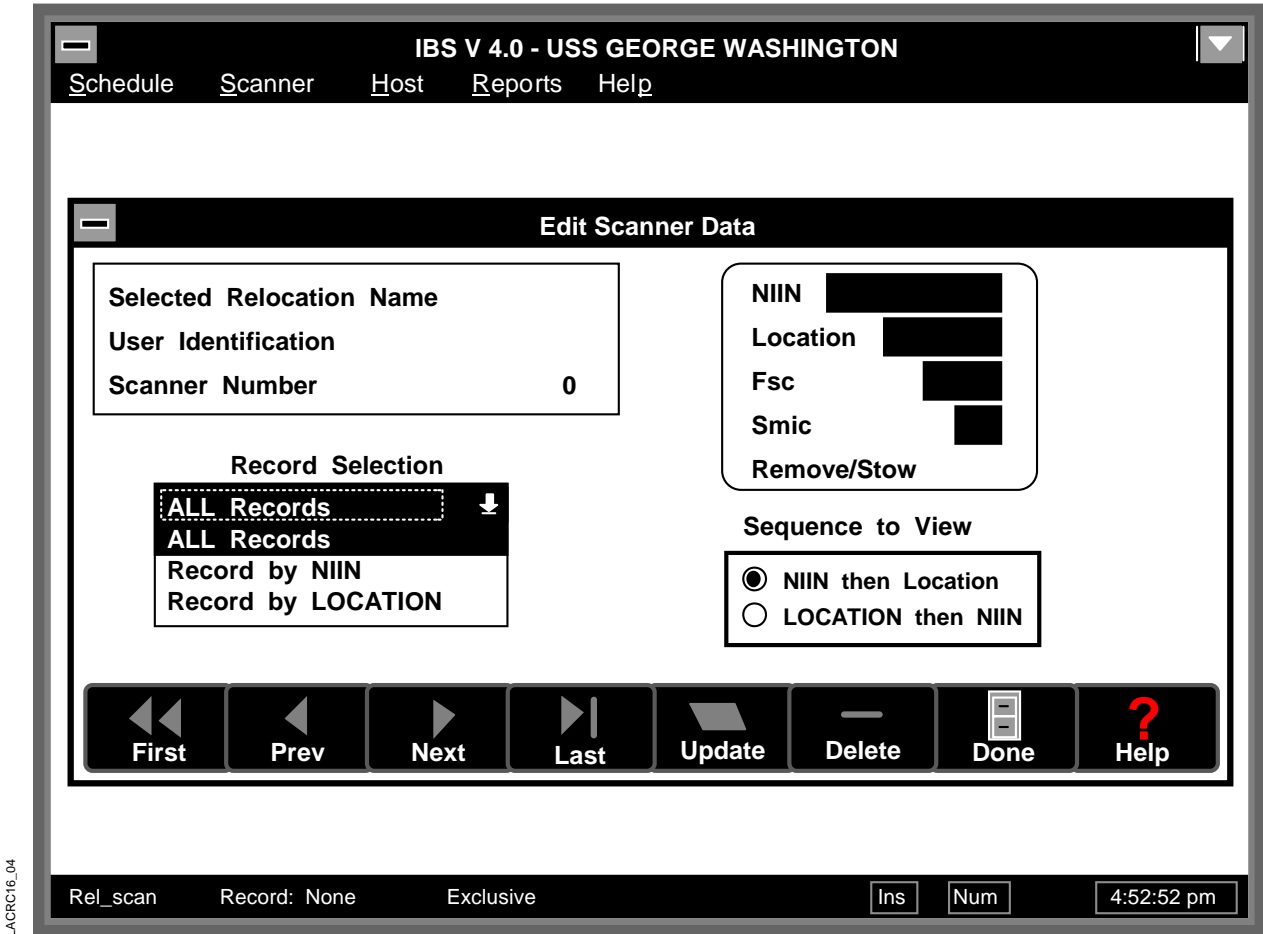 IBS V 4.0 - USS GEORGE WASHINGTON
Schedule Scanner Host Reports Help
Edit Scanner Data
Selected Relocation Name
User Identification
Scanner Number 0
NIIN
Location
Fsc
Smic
Remove/Stow
Record Selection
ALL Records
ALL Records
Record by NIIN
Record by LOCATION
Sequence to View
NIIN then Location
LOCATION then NIIN
First Prev Next Last Update Delete Done ? Help
Rel_scan Record: None Exclusive Ins Num 4:52:52 pm
_ACRC16_04